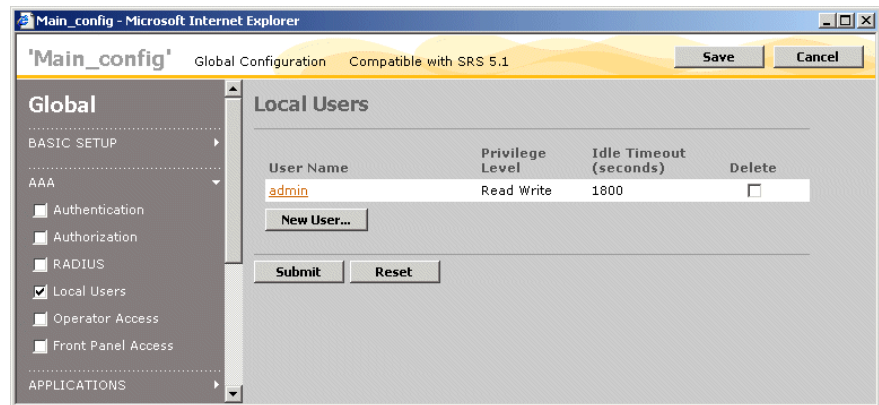 Main_config - Microsoft Internet Explorer
'Main_config' Global Configuration Compatible with SRS 5.1 Save Cancel
Global
BASIC SETUP
AAA
Authentication
Authorization
RADIUS
Local Users
Operator Access
Front Panel Access
APPLICATIONS
Local Users
User Name Privilege Level Idle Timeout (seconds) Delete
admin Read Write 1800
New User...
Submit Reset